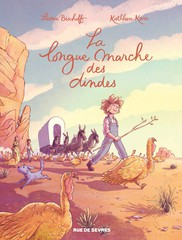 Léonie Bischoff Kathleen Karr
La
longue marche
des
dindes
RUE DE SÈVRES